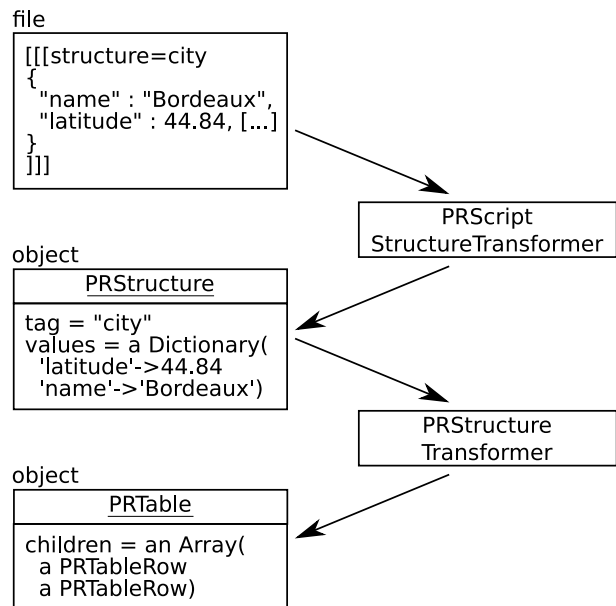 file
[[[structure=city
{
"name" : "Bordeaux",
"latitude" : 44.84, [...]
}
]]]
PRScript
StructureTransformer
object
PRStructure
tag = "city"
values = a Dictionary(
'latitude'->44.84
'name'->'Bordeaux')
PRStructure
Transformer
object
PRTable
children = an Array(
a PRTableRow
a PRTableRow)